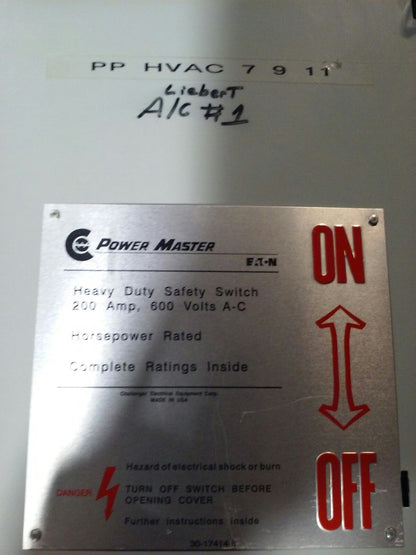 PP HVAC 7 9 11
LieberT
A/C #1
POWER MASTER
EATON
ON
Heavy Duty Safety Switch
200 Amp, 600 Volts A-C
Horsepower Rated
Complete Ratings Inside
Challenger Electrical Equipment Corp.
MADE IN USA
Hazard of electrical shock or burn
DANGER
TURN OFF SWITCH BEFORE
OPENING COVER
Further instructions inside
OFF